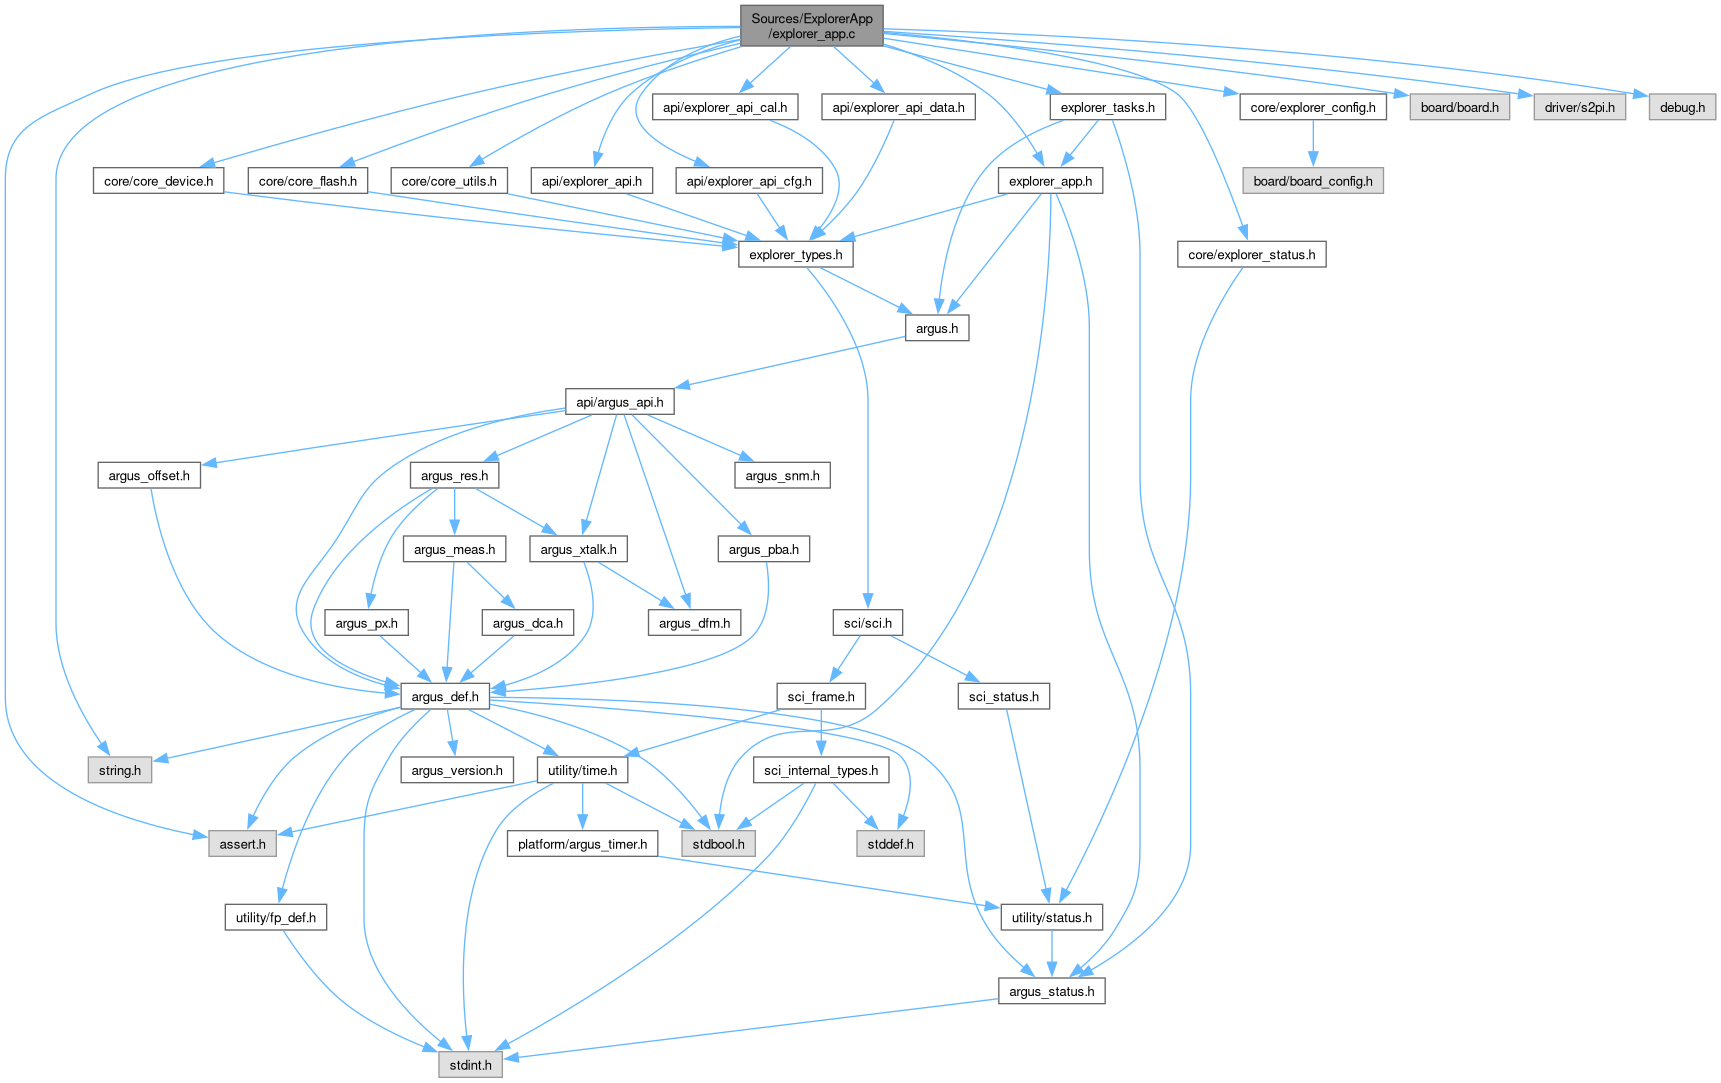 Sources/ExplorerApp
/explorer_app.c
api/explorer_api_cal.h
api/explorer_api_data.h
explorer_tasks.h
core/explorer_config.h
board/board.h
driver/s2pi.h
debug.h
core/core_device.h
core/core_flash.h
core/core_utils.h
api/explorer_api.h
api/explorer_api_cfg.h
explorer_app.h
board/board_config.h
explorer_types.h
core/explorer_status.h
argus.h
api/argus_api.h
argus_offset.h
argus_res.h
argus_snm.h
argus_meas.h
argus_xtalk.h
argus_pba.h
argus_px.h
argus_dca.h
argus_dfm.h
sci/sci.h
argus_def.h
sci_frame.h
sci_status.h
string.h
argus_version.h
utility/time.h
sci_internal_types.h
assert.h
platform/argus_timer.h
stdbool.h
stddef.h
utility/fp_def.h
utility/status.h
argus_status.h
stdint.h